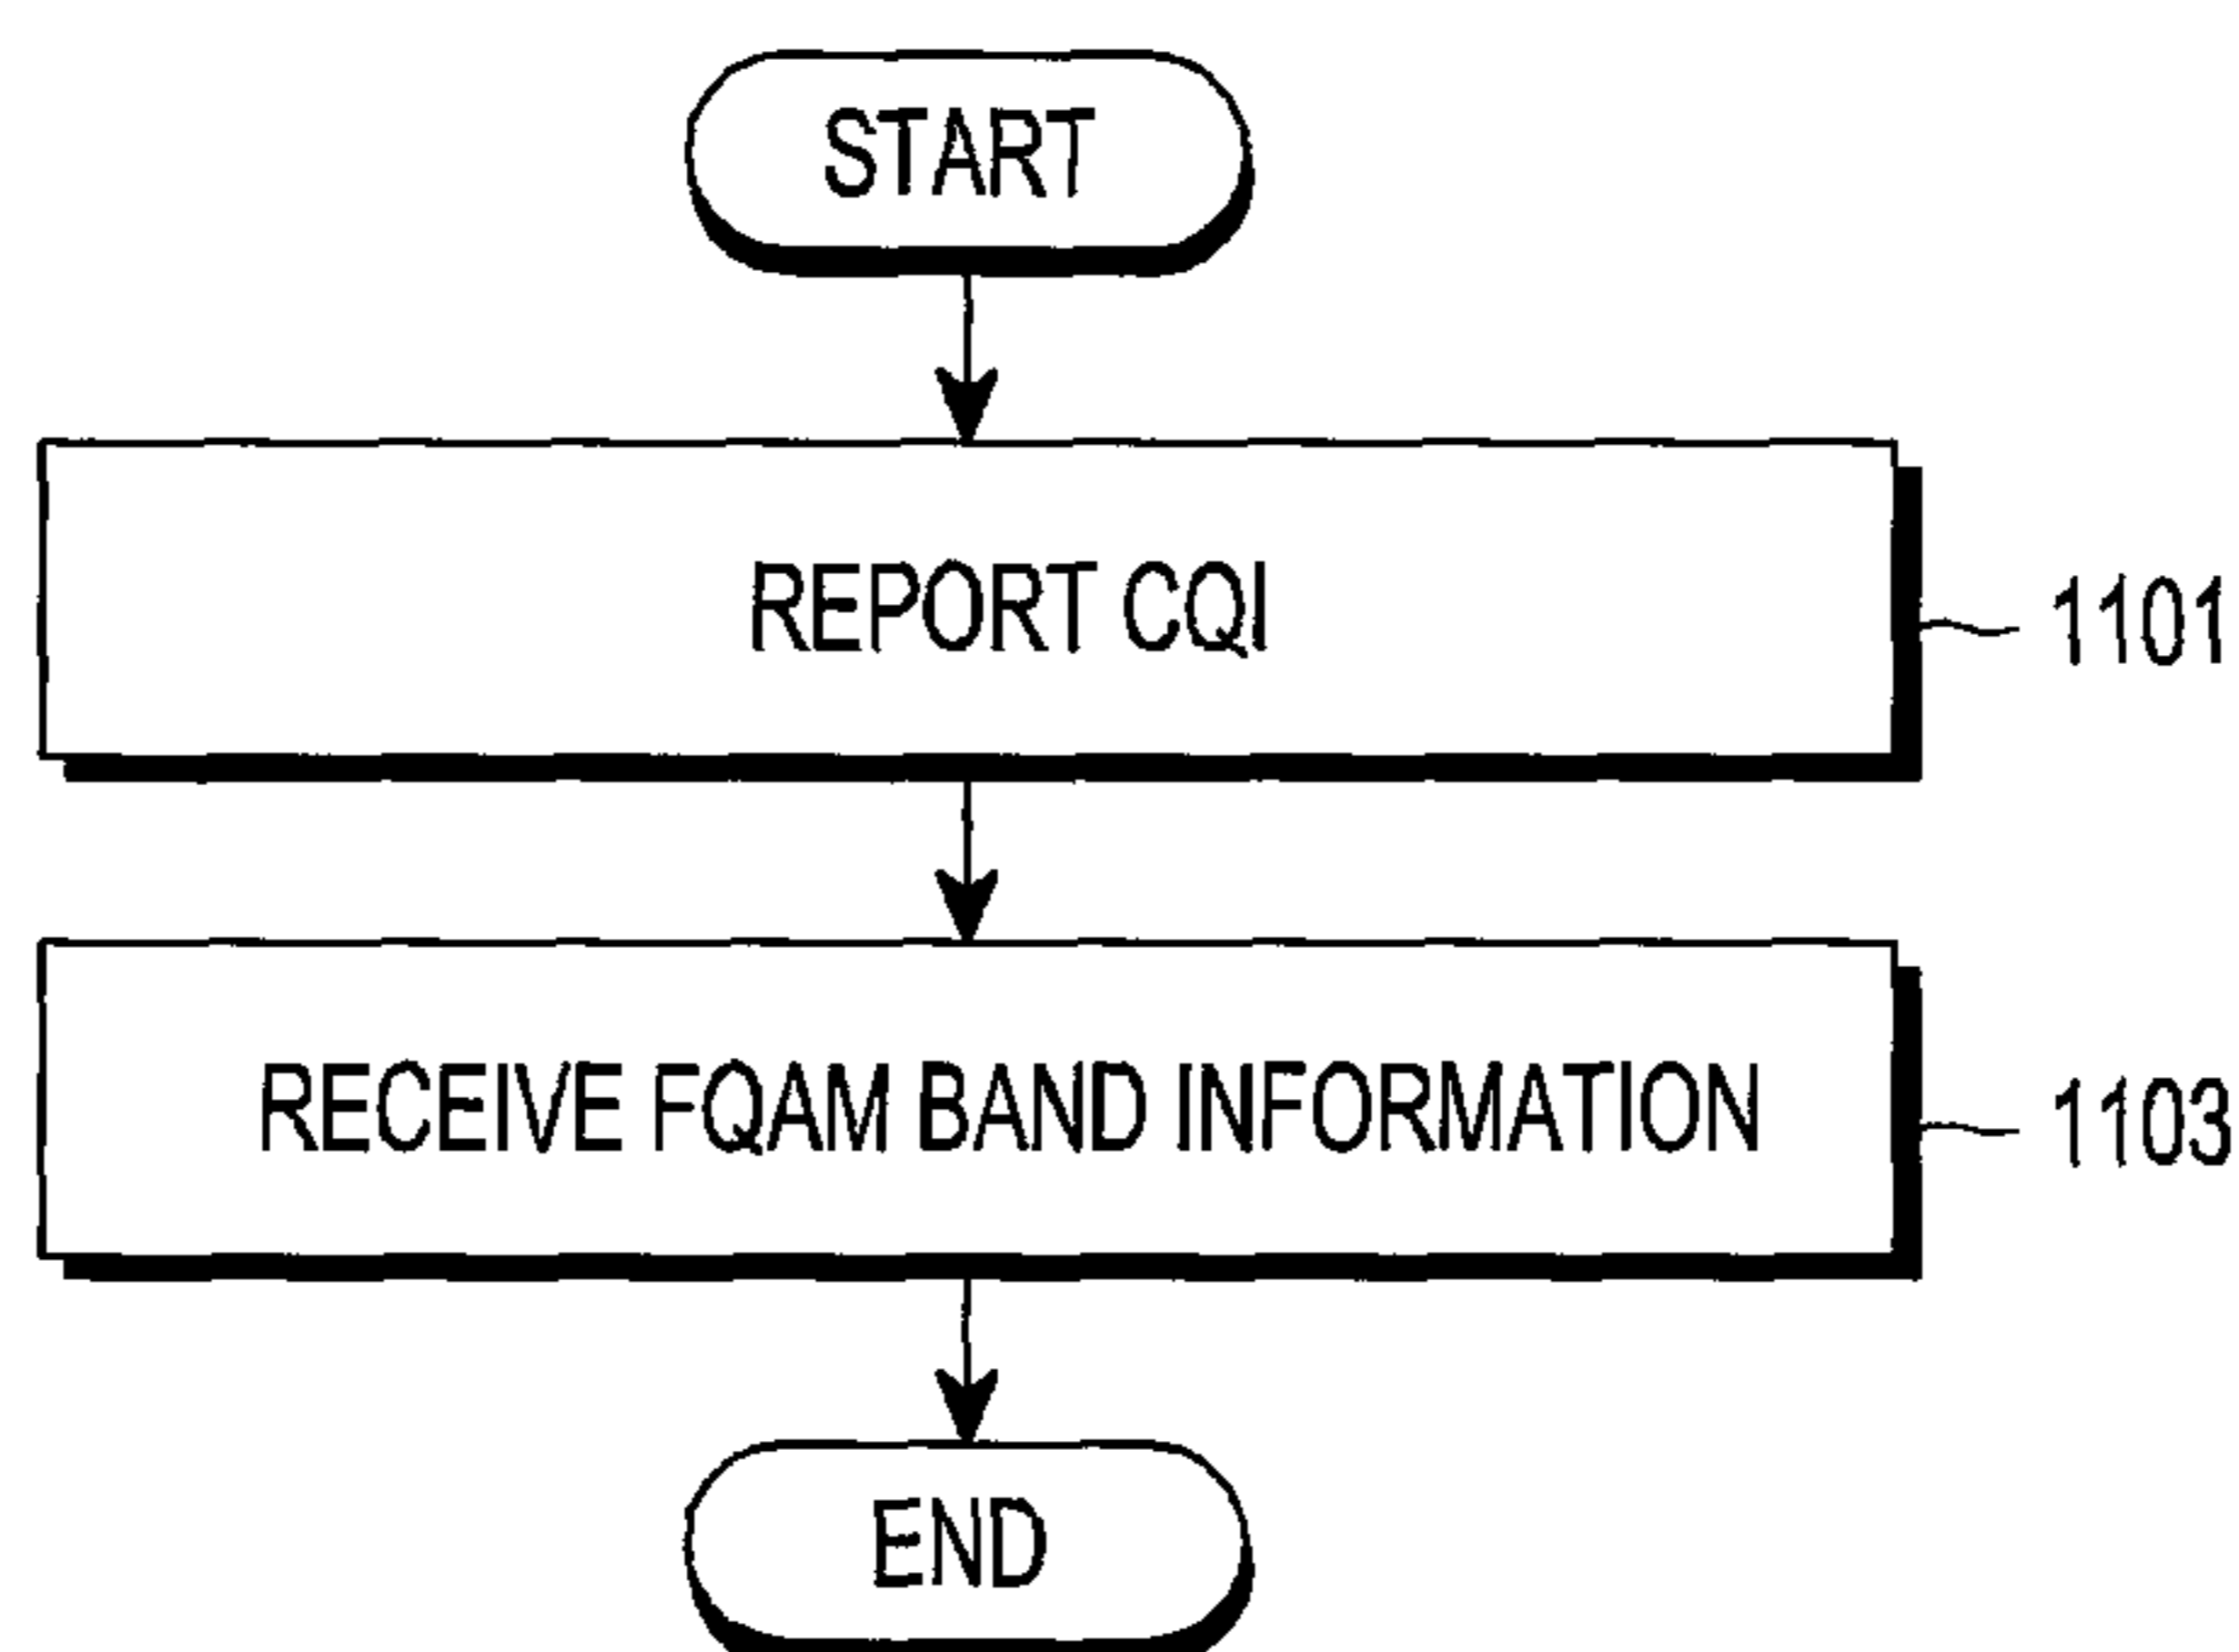 START
REPORT CQI
1101
RECEIVE FQAM BAND INFORMATION
1103
END